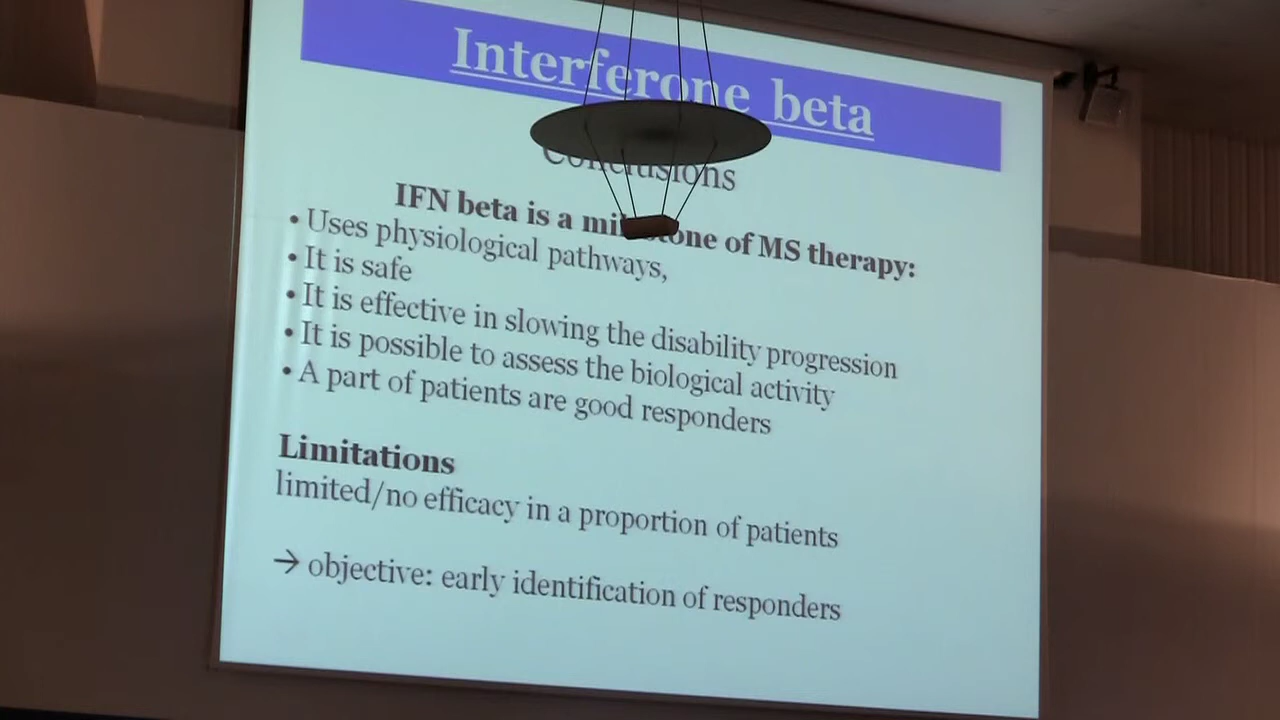 Interferone beta
Conclusions
IFN beta is a milestone of MS therapy:
• Uses physiological pathways,
• It is safe
• It is effective in slowing the disability progression
• It is possible to assess the biological activity
• A part of patients are good responders
Limitations
limited/no efficacy in a proportion of patients
→ objective: early identification of responders